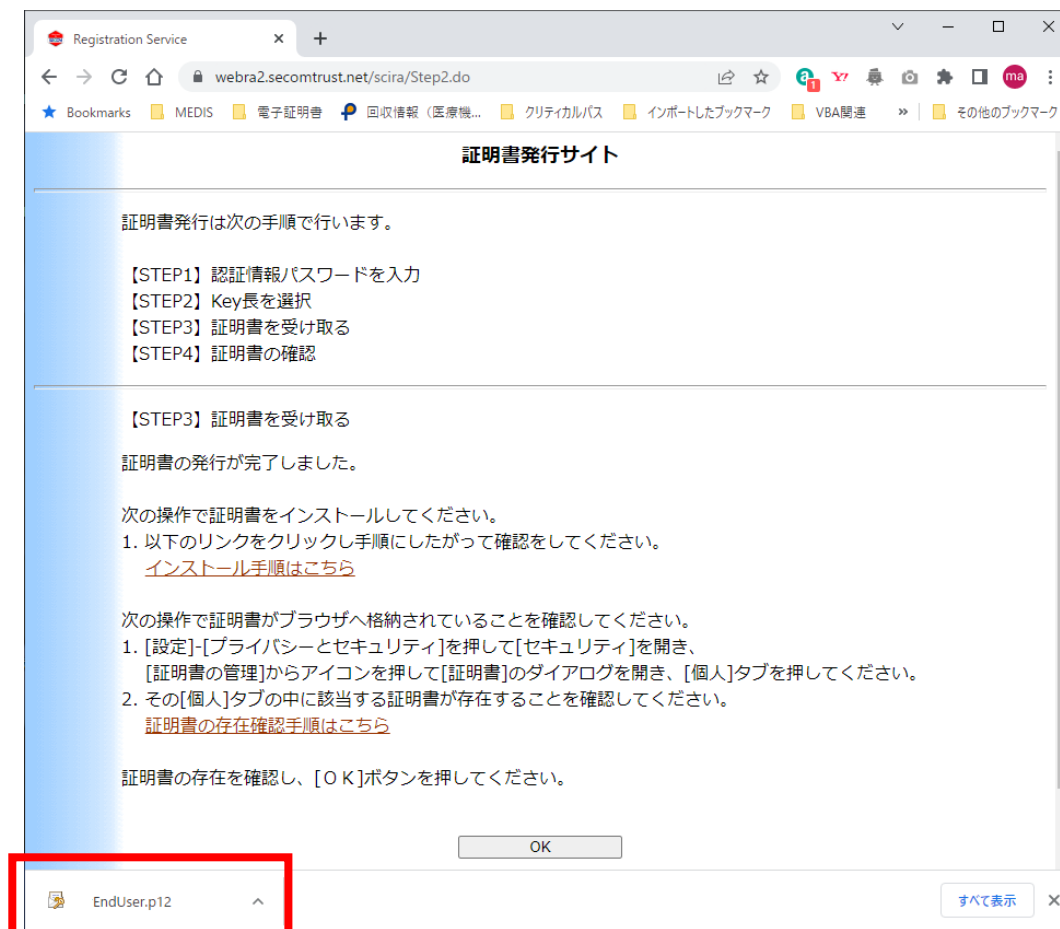 Registration Service
webra2.secomtrust.net/scira/Step2.do
a 1 Y! ma
Bookmarks MEDIS 電子証明書 回収情報（医療機... クリティカルパス インポートしたブックマーク VBA関連 » その他のブックマーク
証明書発行サイト
証明書発行は次の手順で行います。
【STEP1】認証情報パスワードを入力
【STEP2】Key長を選択
【STEP3】証明書を受け取る
【STEP4】証明書の確認
【STEP3】証明書を受け取る
証明書の発行が完了しました。
次の操作で証明書をインストールしてください。
1. 以下のリンクをクリックし手順にしたがって確認をしてください。
インストール手順はこちら
次の操作で証明書がブラウザへ格納されていることを確認してください。
1. [設定]-[プライバシーとセキュリティ]を押して[セキュリティ]を開き、
[証明書の管理]からアイコンを押して[証明書]のダイアログを開き、[個人]タブを押してください。
2. その[個人]タブの中に該当する証明書が存在することを確認してください。
証明書の存在確認手順はこちら
証明書の存在を確認し、[ＯＫ]ボタンを押してください。
OK
EndUser.p12 すべて表示